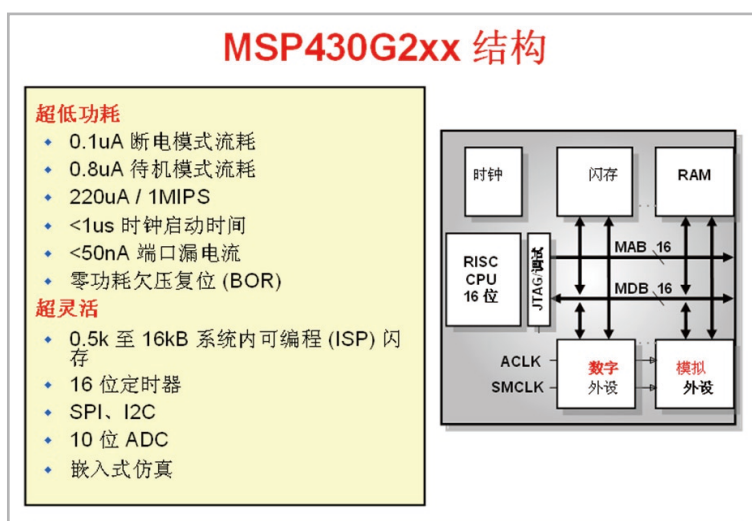 MSP430G2xx 结构
超低功耗
0.1uA 断电模式流耗
0.8uA 待机模式流耗
220uA / 1MIPS
<1us 时钟启动时间
<50nA 端口漏电流
零功耗欠压复位 (BOR)
超灵活
0.5k 至 16kB 系统内可编程 (ISP) 闪
存
16 位定时器
SPI、I2C
10 位 ADC
嵌入式仿真
时钟
闪存
RAM
RISC
CPU
16 位
JTAG/调试
MAB 16
MDB 16
ACLK
SMCLK
数字
外设
模拟
外设